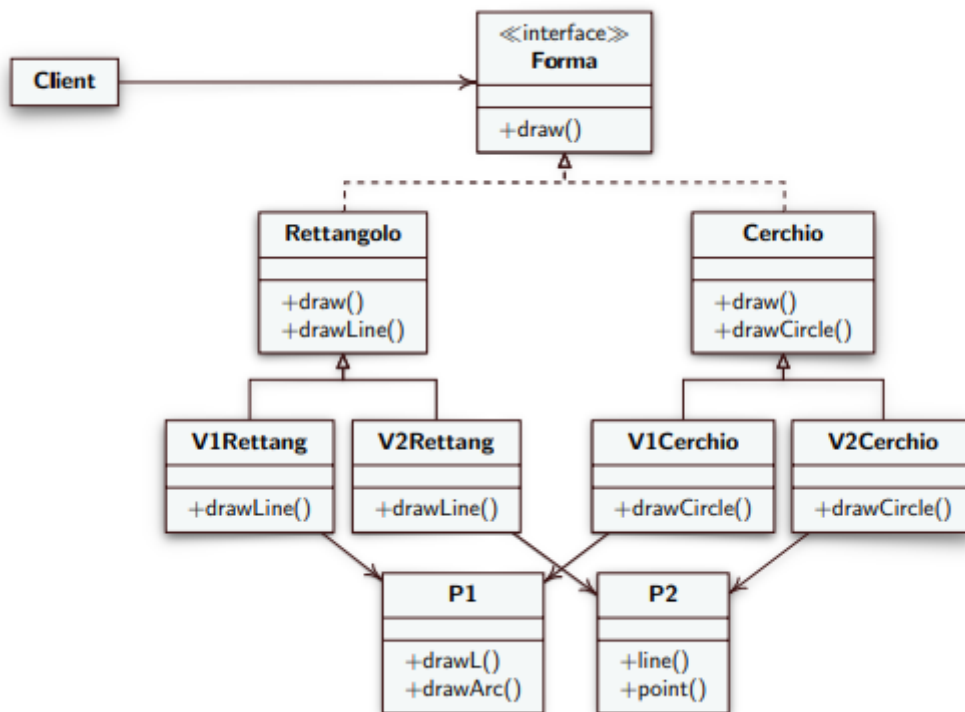 ≪interface≫
Forma
+draw()
Client
Rettangolo
+draw()
+drawLine()
Cerchio
+draw()
+drawCircle()
V1Rettang
+drawLine()
V2Rettang
+drawLine()
V1Cerchio
+drawCircle()
V2Cerchio
+drawCircle()
P1
+drawL()
+drawArc()
P2
+line()
+point()